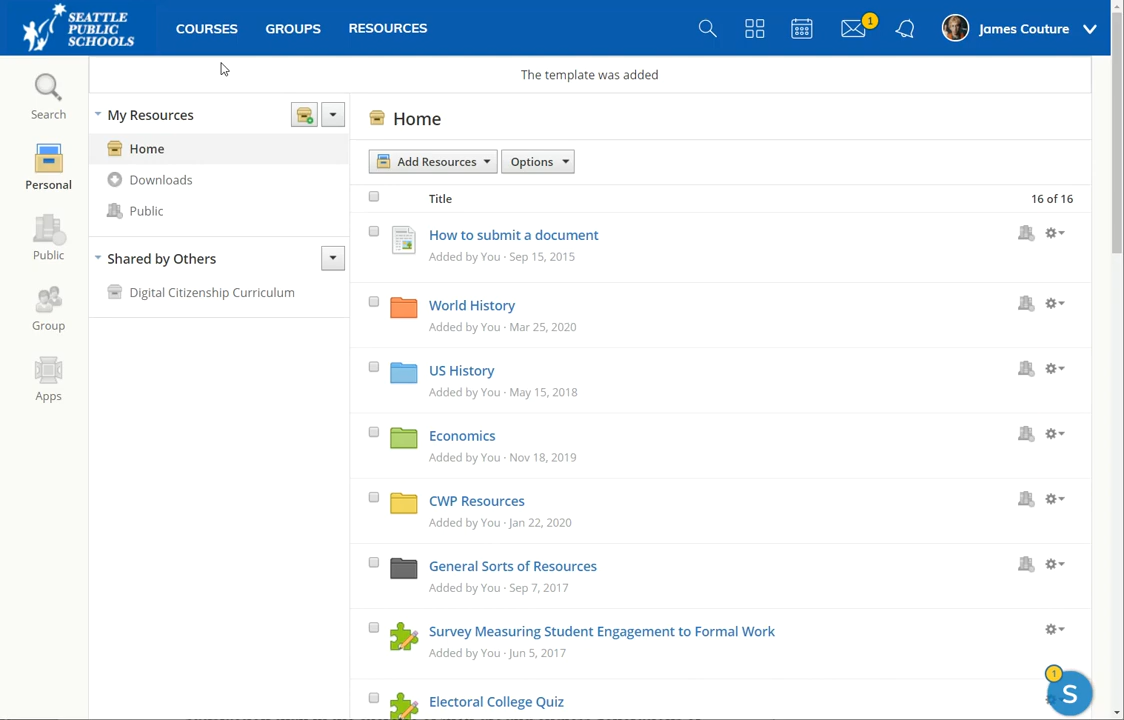 SEATTLE
PUBLIC
SCHOOLS
COURSES
GROUPS
RESOURCES
1
James Couture
The template was added
Search
Personal
Public
Group
Apps
My Resources
Home
Downloads
Public
Shared by Others
Digital Citizenship Curriculum
Home
Add Resources
Options
Title
16 of 16
How to submit a document
Added by You · Sep 15, 2015
World History
Added by You · Mar 25, 2020
US History
Added by You · May 15, 2018
Economics
Added by You · Nov 18, 2019
CWP Resources
Added by You · Jan 22, 2020
General Sorts of Resources
Added by You · Sep 7, 2017
Survey Measuring Student Engagement to Formal Work
Added by You · Jun 5, 2017
Electoral College Quiz
1
S